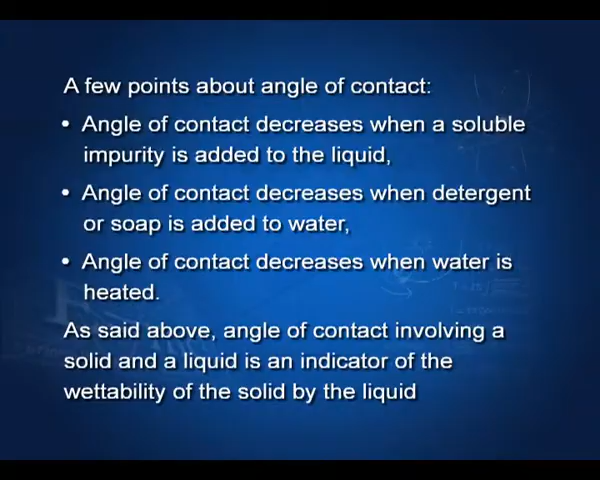 A few points about angle of contact:
• Angle of contact decreases when a soluble
impurity is added to the liquid,
• Angle of contact decreases when detergent
or soap is added to water,
• Angle of contact decreases when water is
heated.
As said above, angle of contact involving a
solid and a liquid is an indicator of the
wettability of the solid by the liquid